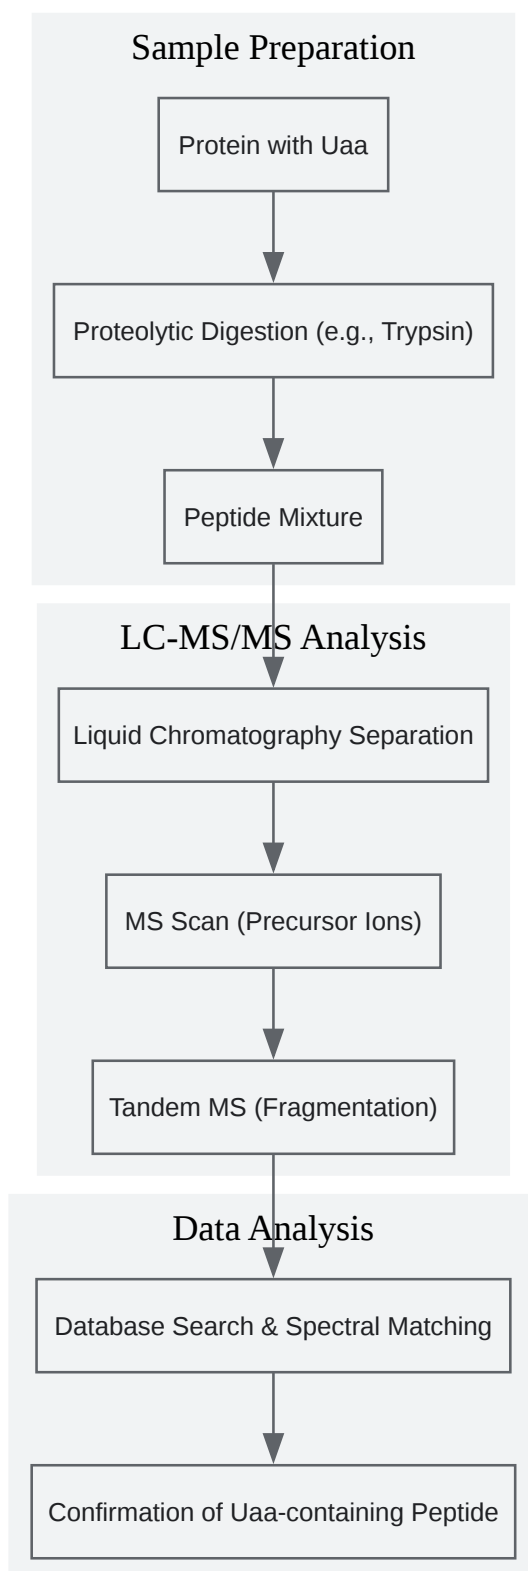 Sample Preparation
Protein with Uaa
Proteolytic Digestion (e.g., Trypsin)
Peptide Mixture
LC-MS/MS Analysis
Liquid Chromatography Separation
MS Scan (Precursor Ions)
Tandem MS (Fragmentation)
Data Analysis
Database Search & Spectral Matching
Confirmation of Uaa-containing Peptide